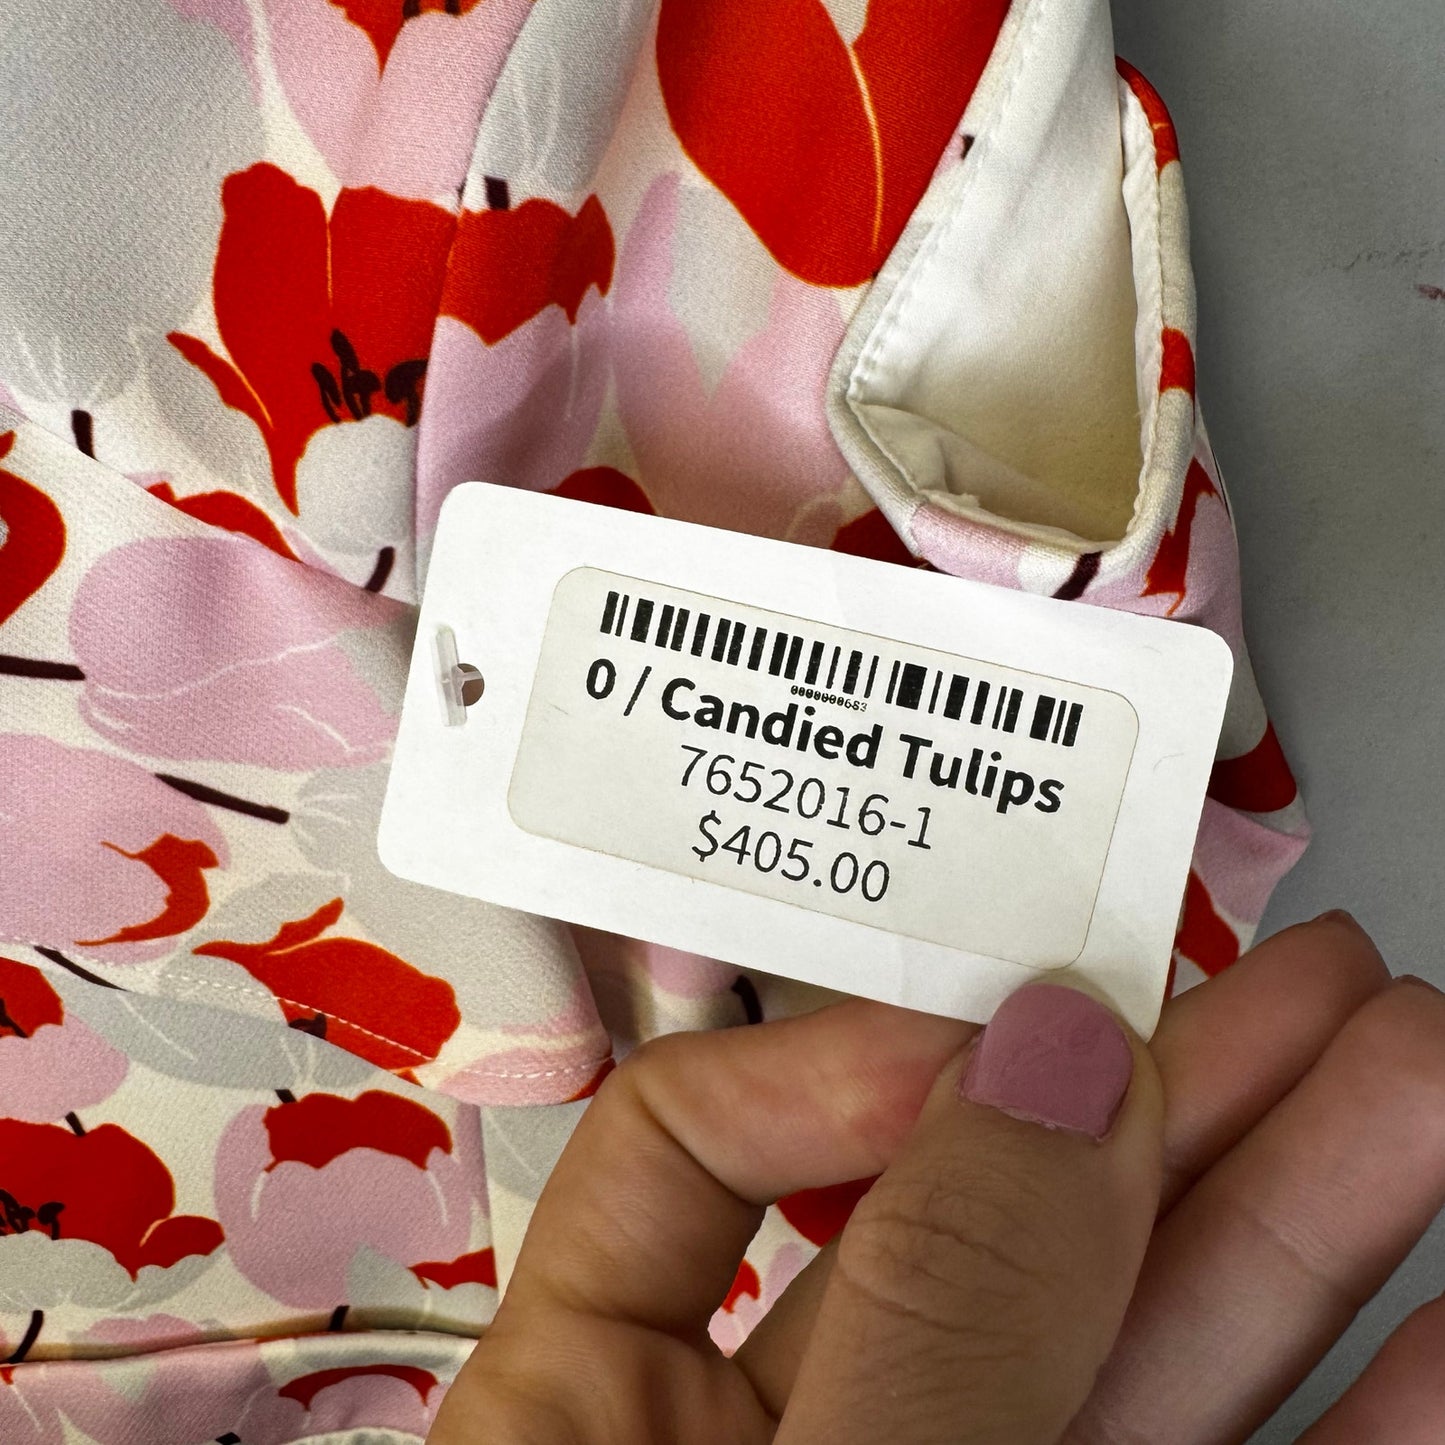 0 / Candied Tulips
7652016-1
$405.00